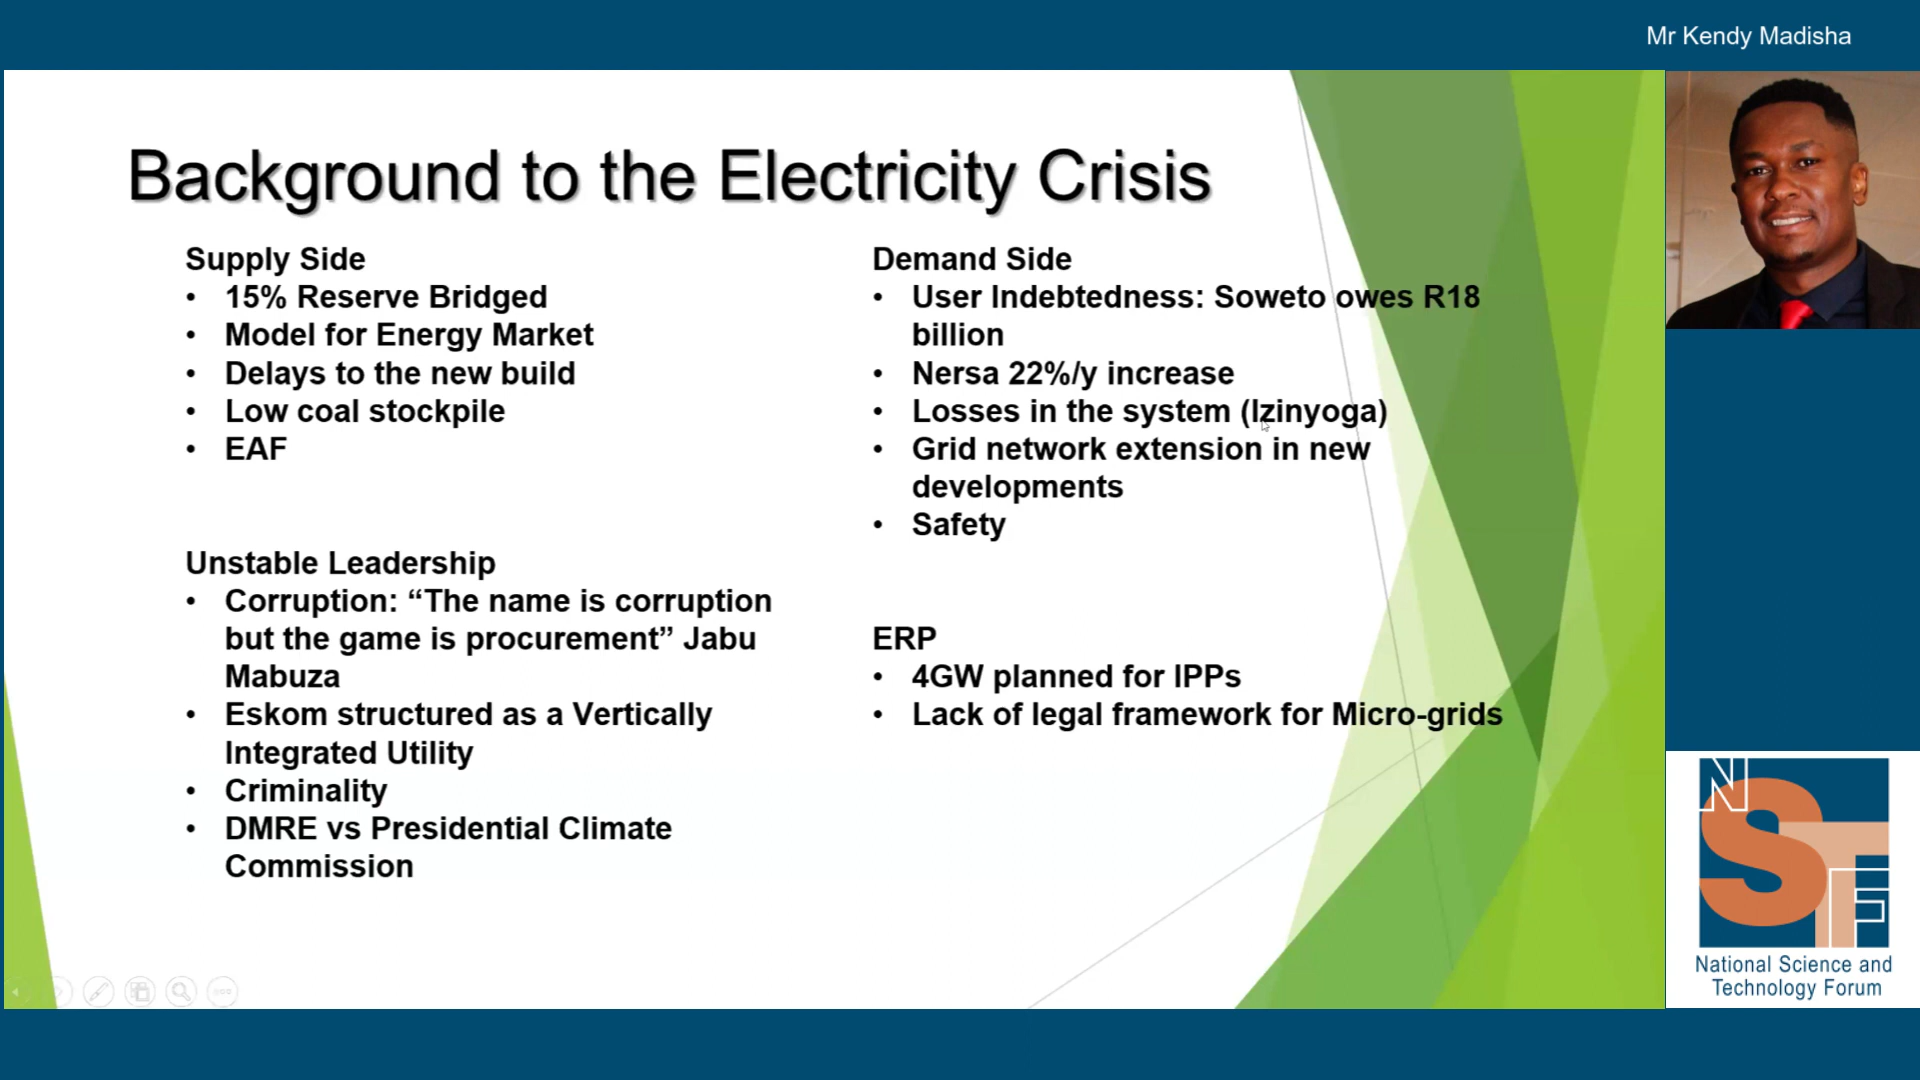 Mr Kendy Madisha
Background to the Electricity Crisis
Supply Side
• 15% Reserve Bridged
• Model for Energy Market
• Delays to the new build
• Low coal stockpile
• EAF
Unstable Leadership
• Corruption: “The name is corruption
but the game is procurement” Jabu
Mabuza
• Eskom structured as a Vertically
Integrated Utility
• Criminality
• DMRE vs Presidential Climate
Commission
Demand Side
• User Indebtedness: Soweto owes R18
billion
• Nersa 22%/y increase
• Losses in the system (Izinyoga)
• Grid network extension in new
developments
• Safety
ERP
• 4GW planned for IPPs
• Lack of legal framework for Micro-grids
NSTF
National Science and
Technology Forum